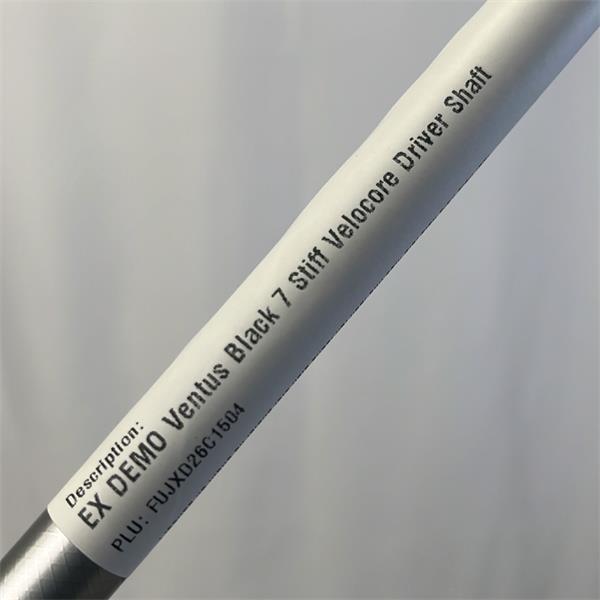 Description:
EX DEMO Ventus Black 7 Stiff Velocore Driver Shaft
PLU: FUJXD26C1504